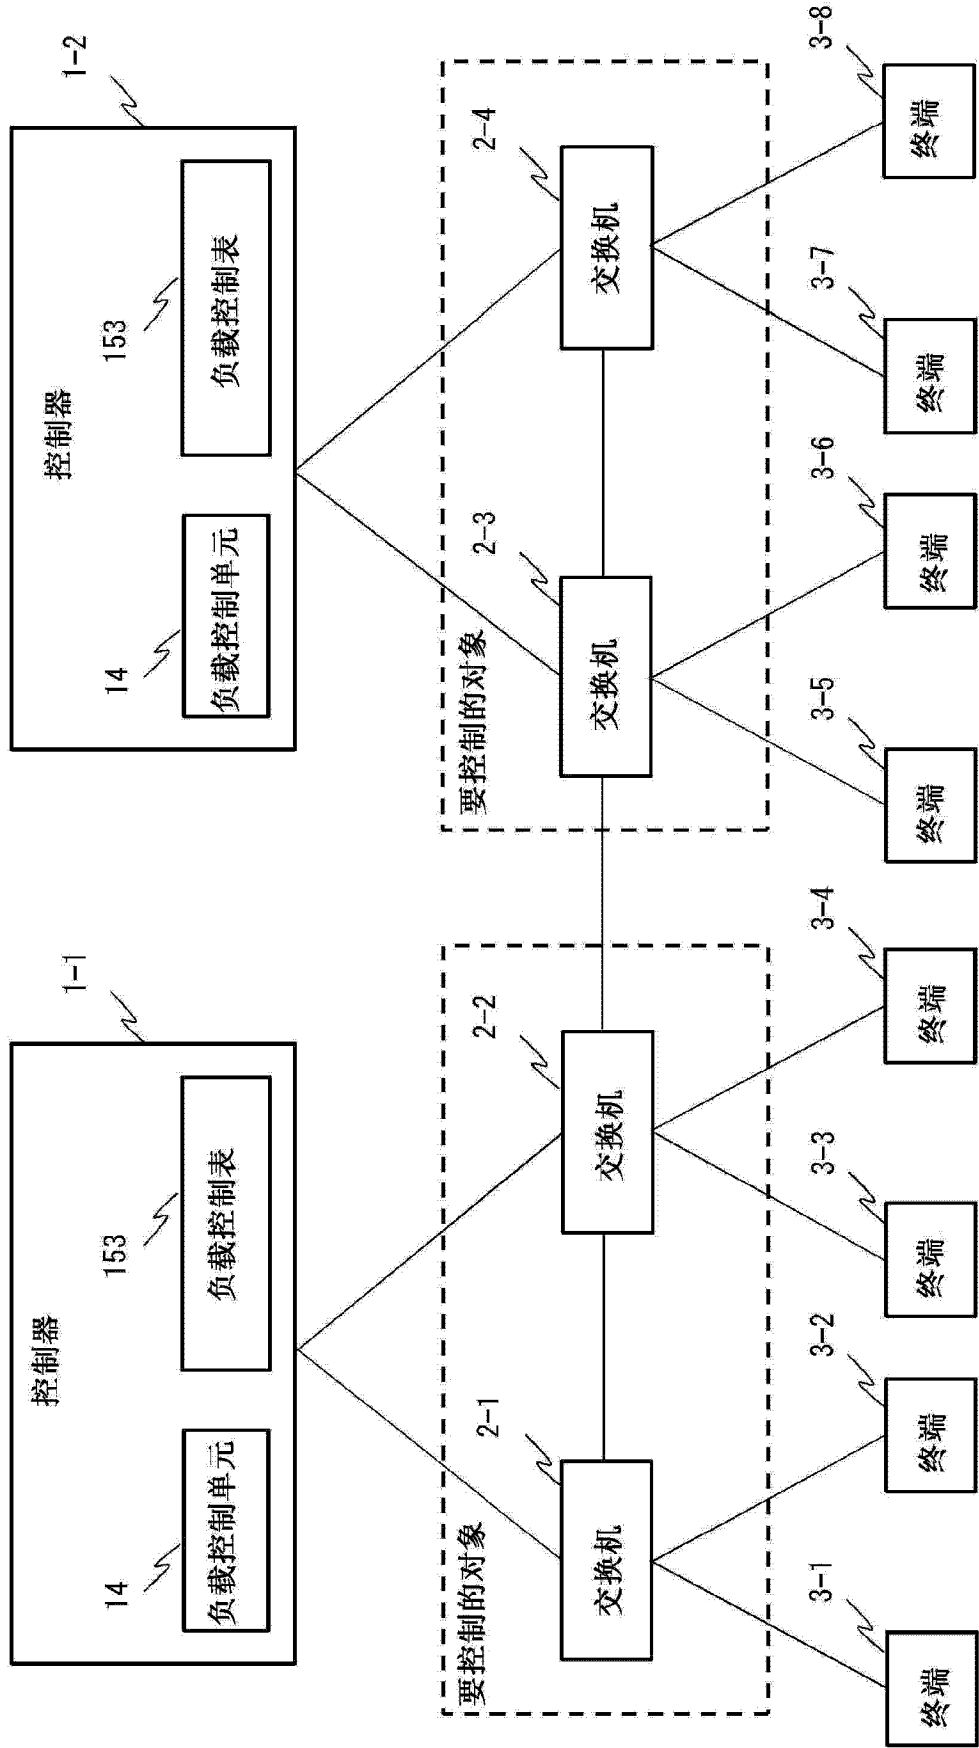 1-1
控制器
14
负载控制单元
153
负载控制表
1-2
控制器
14
负载控制单元
153
负载控制表
要控制的对象
2-1
交换机
2-2
交换机
要控制的对象
2-3
交换机
2-4
交换机
3-1
终端
3-2
终端
3-3
终端
3-4
终端
3-5
终端
3-6
终端
3-7
终端
3-8
终端